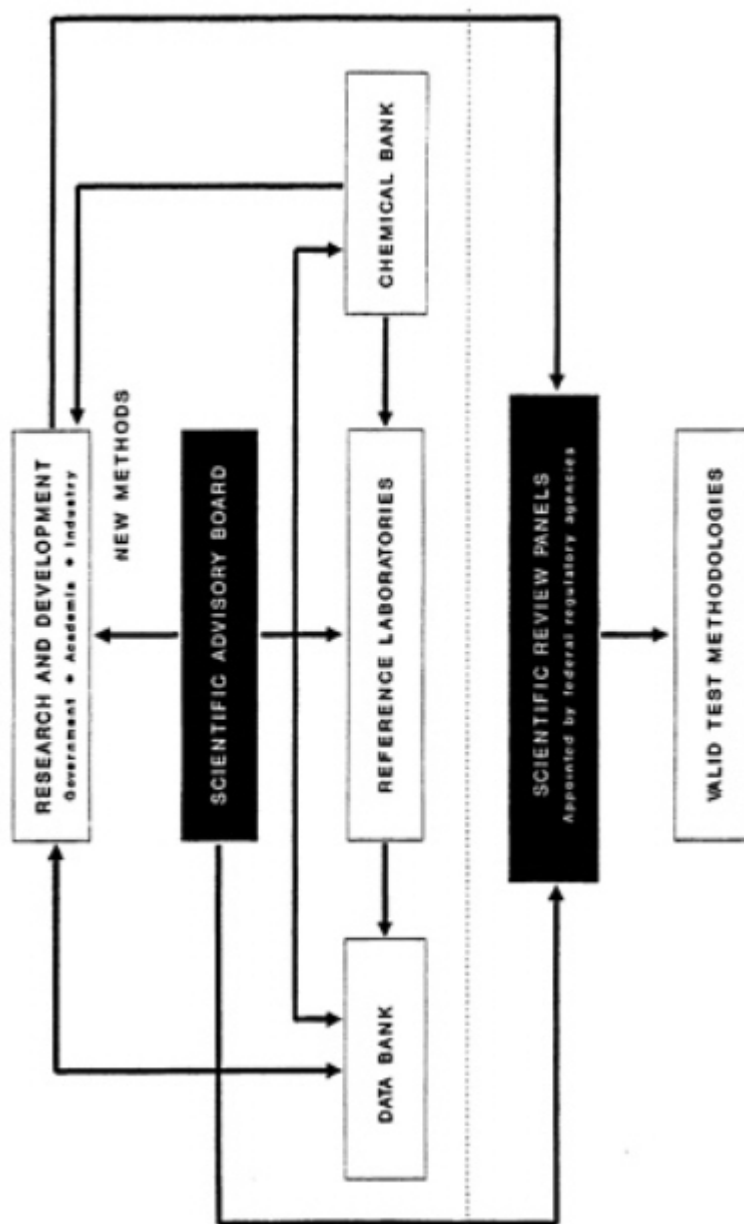 RESEARCH AND DEVELOPMENT
Government • Academia • Industry
NEW METHODS
SCIENTIFIC ADVISORY BOARD
DATA BANK
REFERENCE LABORATORIES
CHEMICAL BANK
SCIENTIFIC REVIEW PANELS
Appointed by federal regulatory agencies
VALID TEST METHODOLOGIES